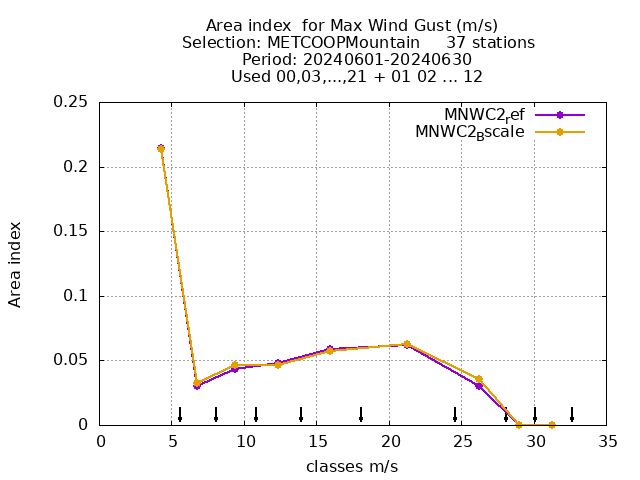 Area index  for Max Wind Gust (m/s)
Selection: METCOOPMountain     37 stations
Period: 20240601-20240630
Used 00,03,...,21 + 01 02 ... 12
MNWC2_ref
MNWC2_Bscale
0.25
0.2
0.15
0.1
0.05
0
Area index
0 5 10 15 20 25 30 35
classes m/s